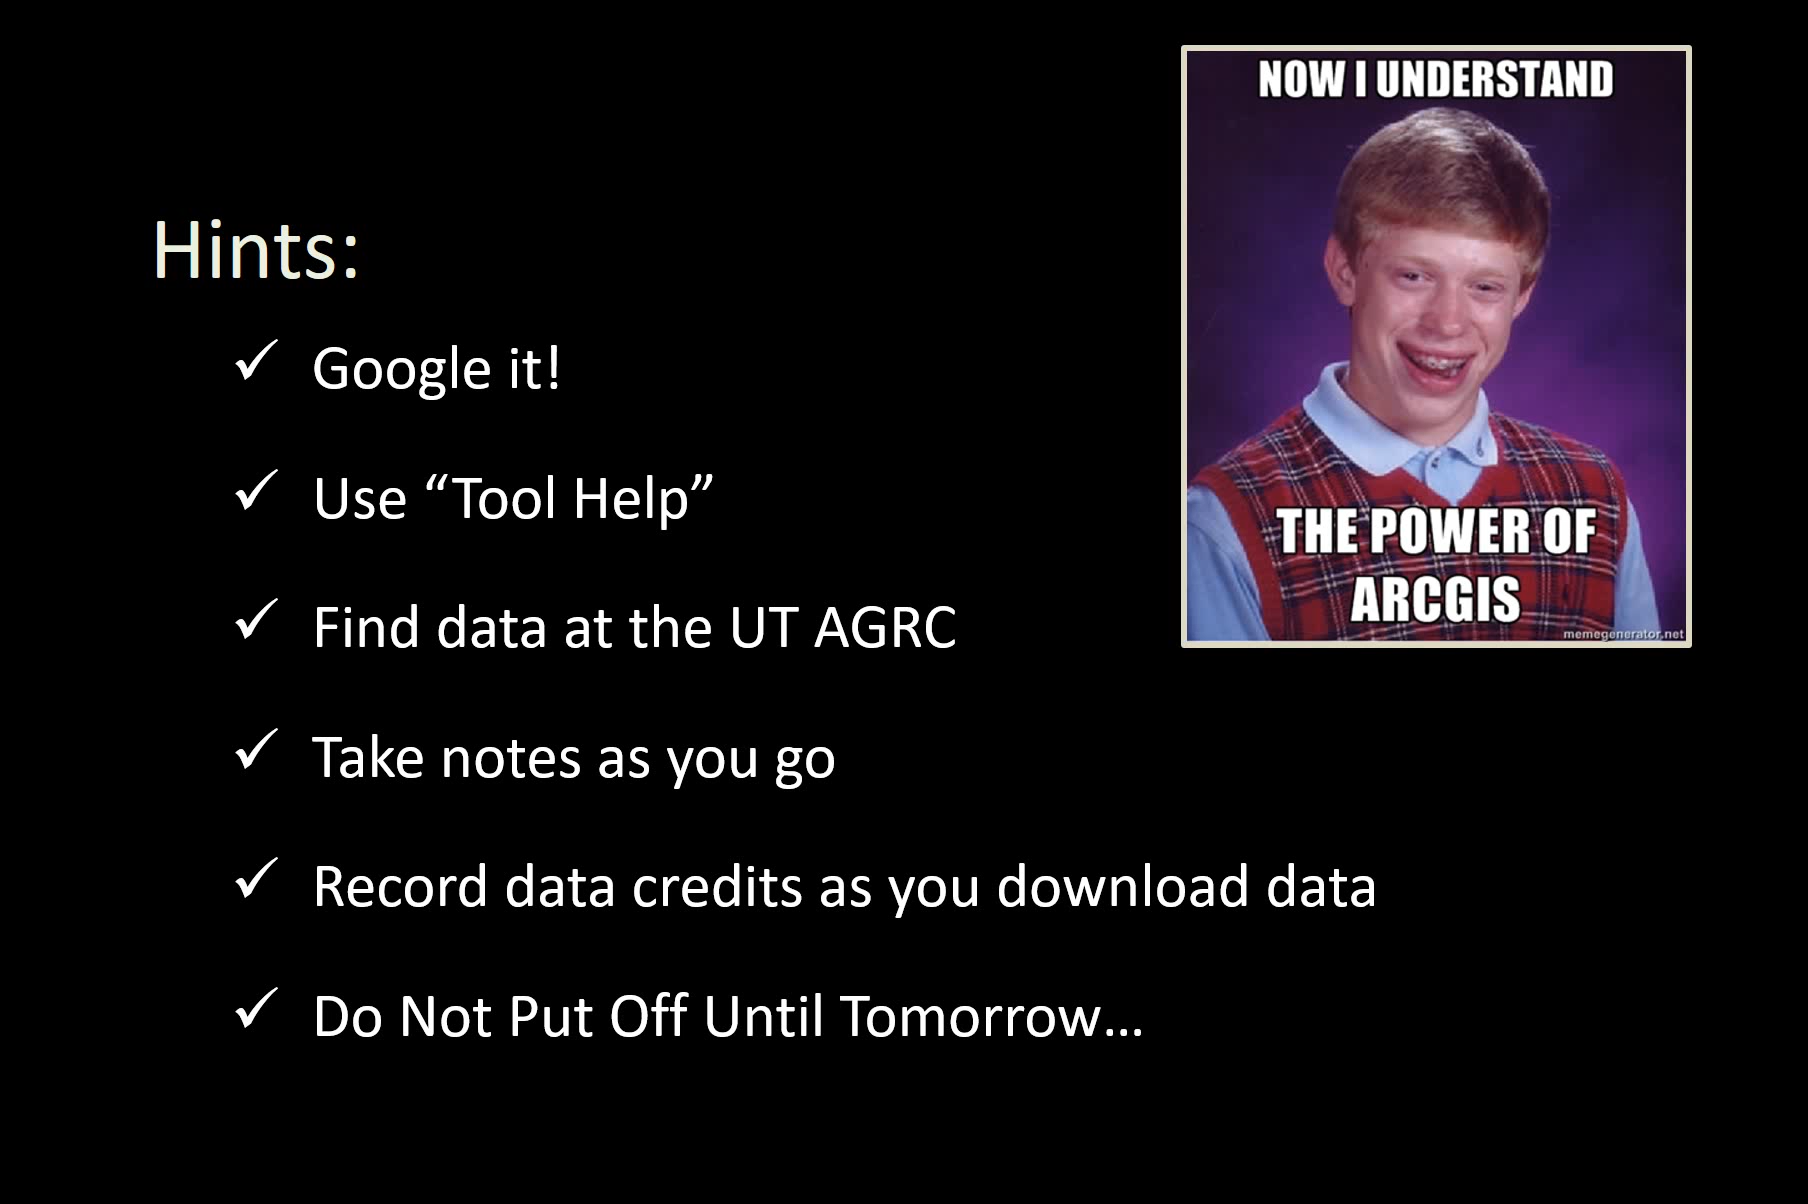 NOW I UNDERSTAND
THE POWER OF
ARCGIS
memegenerator.net
Hints:
Google it!
Use “Tool Help”
Find data at the UT AGRC
Take notes as you go
Record data credits as you download data
Do Not Put Off Until Tomorrow…